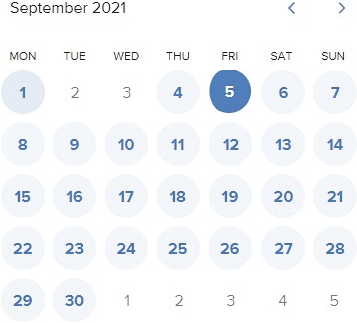 September 2021
MON TUE WED THU FRI SAT SUN
1 2 3 4 5 6 7
8 9 10 11 12 13 14
15 16 17 18 19 20 21
22 23 24 25 26 27 28
29 30 1 2 3 4 5